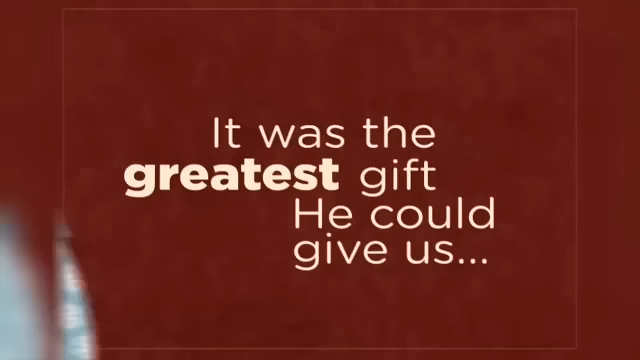 It was the
greatest gift
He could
give us...